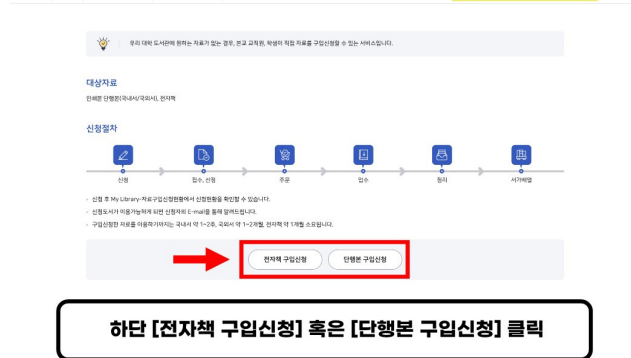 우리 대학 도서관에 원하는 자료가 없는 경우, 본교 교직원, 학생이 직접 자료를 구입신청할 수 있는 서비스입니다.
대상자료
인쇄본 단행본(국내서/국외서), 전자책
신청절차
신청 접수, 선정 주문 입수 정리 서가배열
- 신청 후 My Library-자료구입신청현황에서 신청현황을 확인할 수 있습니다.
- 신청도서가 이용가능하게 되면 신청자의 E-mail을 통해 알려드립니다.
- 구입신청한 자료를 이용하기까지는 국내서 약 1~2주, 국외서 약 1~2개월, 전자책 약 1개월 소요됩니다.
전자책 구입신청 단행본 구입신청
하단 [전자책 구입신청] 혹은 [단행본 구입신청] 클릭